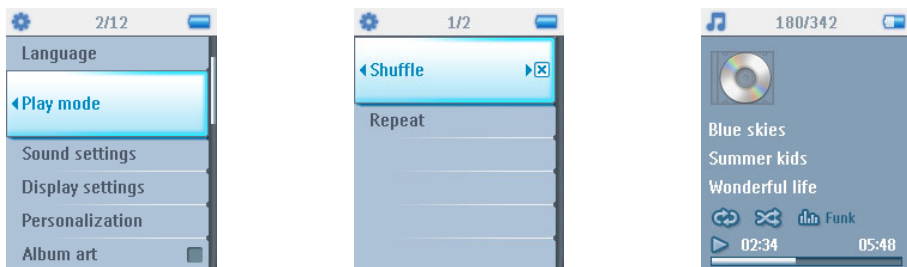 2/12
Language
Play mode
Sound settings
Display settings
Personalization
Album art
1/2
Shuffle
Repeat
180/342
Blue skies
Summer kids
Wonderful life
Funk
02:34 05:48